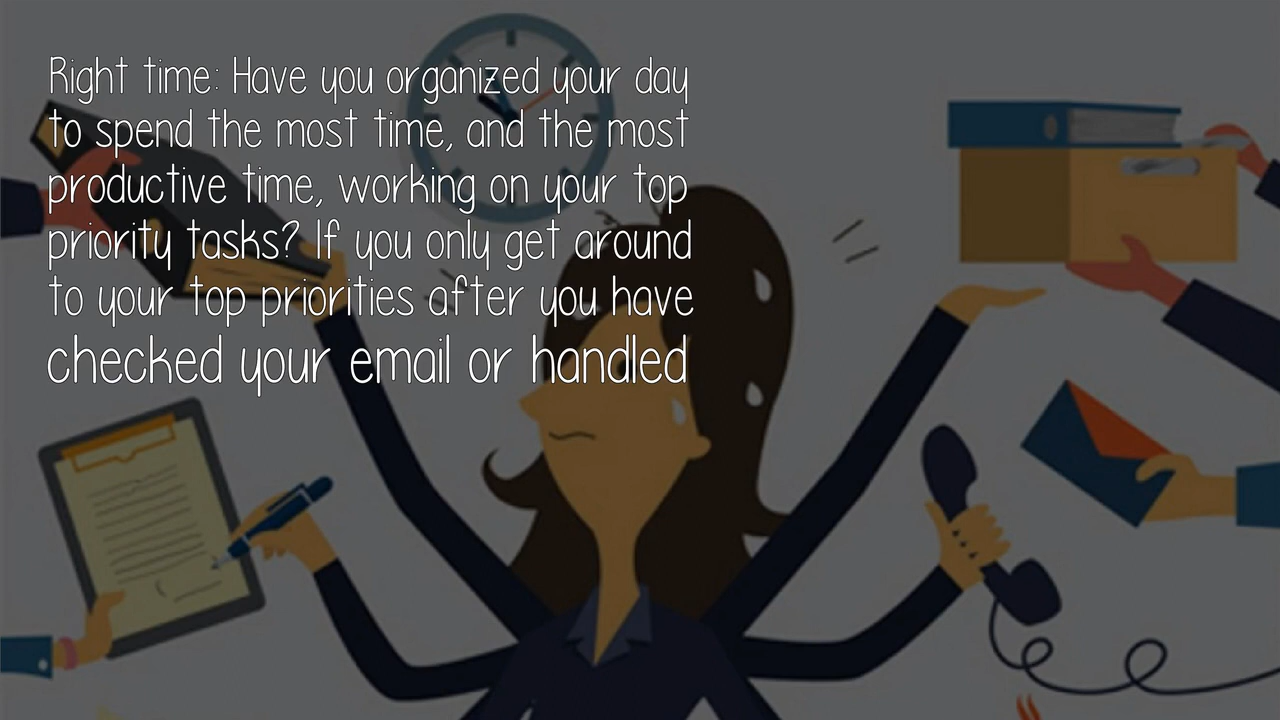 Right time: Have you organized your day
to spend the most time, and the most
productive time, working on your top
priority tasks? If you only get around
to your top priorities after you have
checked your email or handled